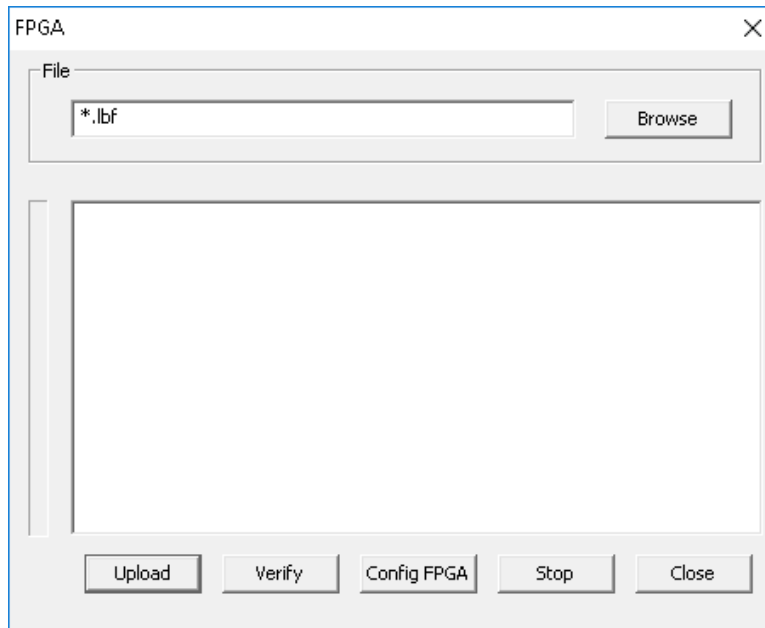 FPGA
File
*.lbf
Browse
Upload Verify Config FPGA Stop Close